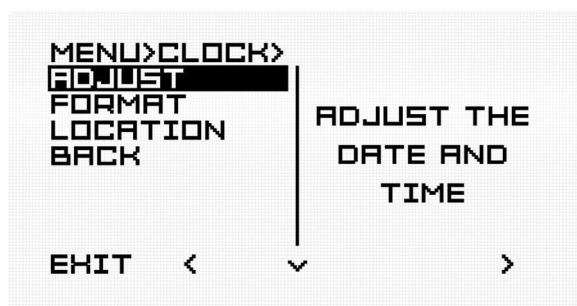 MENU>CLOCK>
ADJUST
FORMAT
LOCATION
BACK
ADJUST THE
DATE AND
TIME
EXIT < ⌄ >